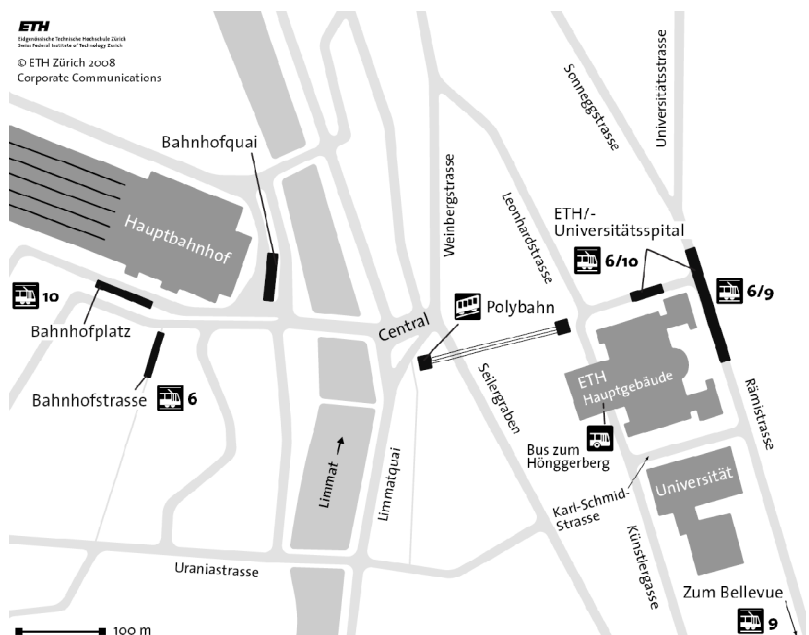 ETH
Eidgenössische Technische Hochschule Zürich
Swiss Federal Institute of Technology Zurich
© ETH Zürich 2008
Corporate Communications
Sonneggstrasse
Universitätsstrasse
Bahnhofquai
Weinbergstrasse
Leonhardstrasse
ETH/-
Universitätsspital
6/10
6/9
Hauptbahnhof
10
Bahnhofplatz
Central
Polybahn
Bahnhofstrasse
6
ETH
Hauptgebäude
Seilergraben
Rämistrasse
Bus zum
Hönggerberg
Limmat
Limmatquai
Universität
Karl-Schmid-
Strasse
Künstlergasse
Uraniastrasse
Zum Bellevue
9
100 m